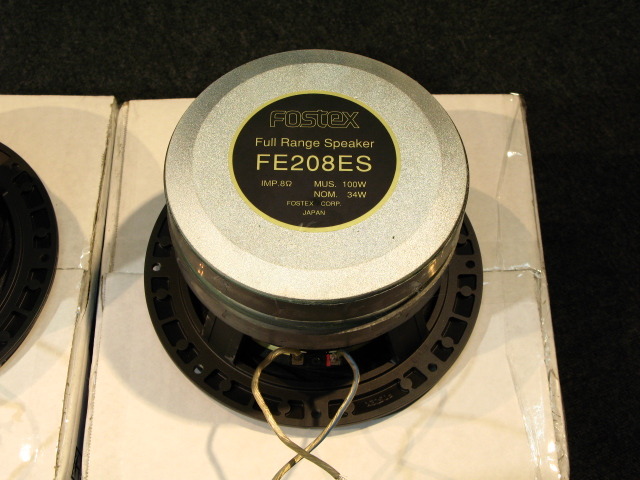 Fostex
Full Range Speaker
FE208ES
IMP.8Ω MUS. 100W
NOM. 34W
FOSTEX CORP.
JAPAN